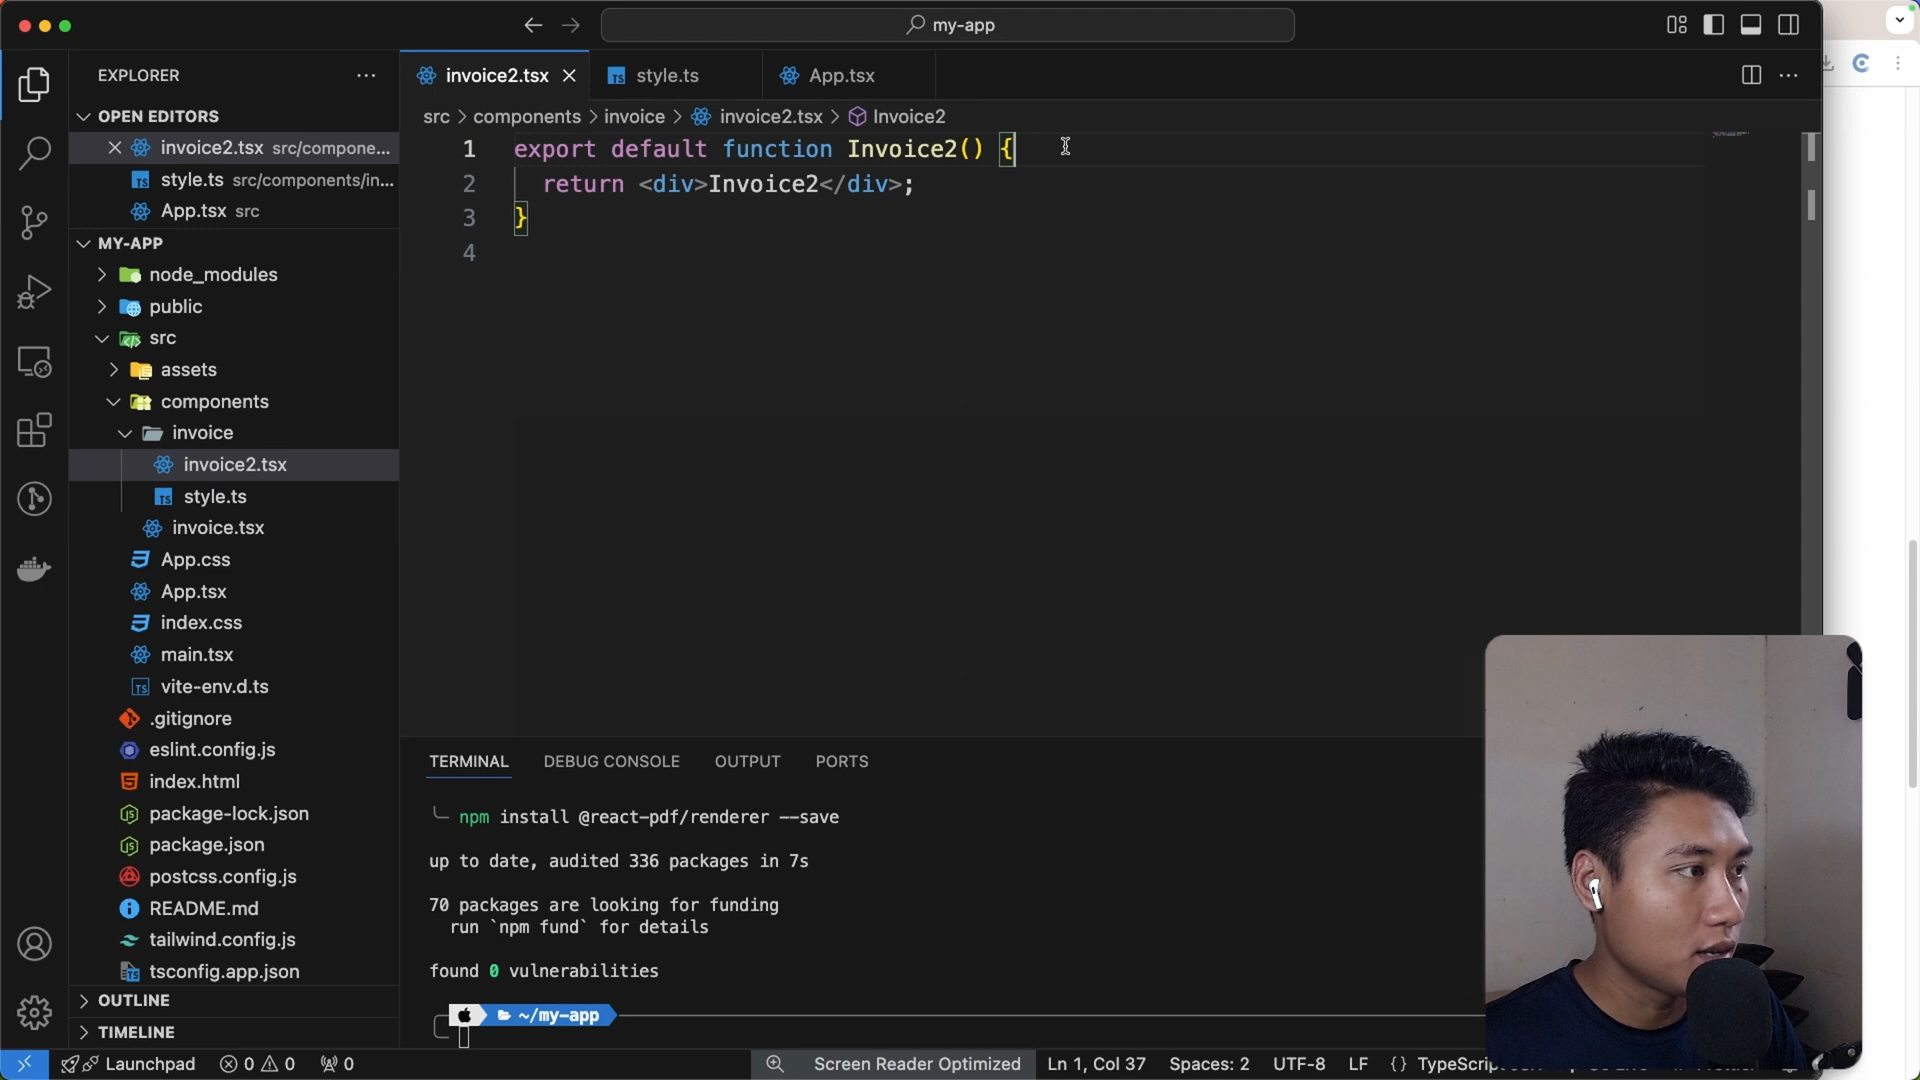 my-app
EXPLORER
OPEN EDITORS
invoice2.tsx src/compone...
style.ts src/components/in...
App.tsx src
MY-APP
node_modules
public
src
assets
components
invoice
invoice2.tsx
style.ts
invoice.tsx
App.css
App.tsx
index.css
main.tsx
vite-env.d.ts
.gitignore
eslint.config.js
index.html
package-lock.json
package.json
postcss.config.js
README.md
tailwind.config.js
tsconfig.app.json
OUTLINE
TIMELINE
invoice2.tsx
style.ts
App.tsx
src > components > invoice > invoice2.tsx > Invoice2
1 export default function Invoice2() {
2 return <div>Invoice2</div>;
3 }
4
TERMINAL DEBUG CONSOLE OUTPUT PORTS
npm install @react-pdf/renderer --save
up to date, audited 336 packages in 7s
70 packages are looking for funding
run `npm fund` for details
found 0 vulnerabilities
~/my-app
Launchpad 0 0 0
Screen Reader Optimized Ln 1, Col 37 Spaces: 2 UTF-8 LF {} TypeScript